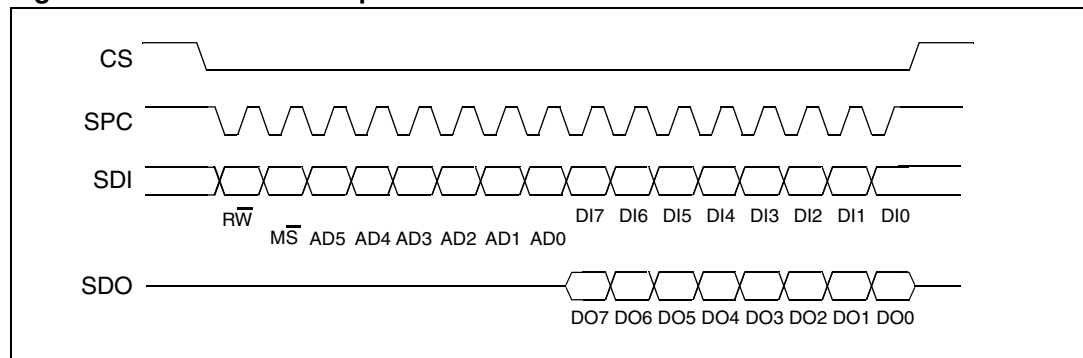 CS
SPC
SDI
RW̅
DI7 DI6 DI5 DI4 DI3 DI2 DI1 DI0
MS̅ AD5 AD4 AD3 AD2 AD1 AD0
SDO
DO7 DO6 DO5 DO4 DO3 DO2 DO1 DO0